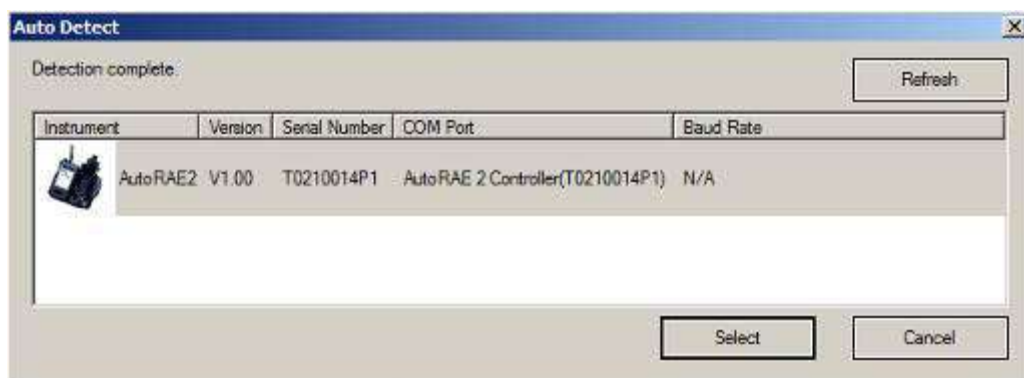 Auto Detect
Detection complete.
Refresh
Instrument Version Serial Number COM Port Baud Rate
AutoRAE2 V1.00 T0210014P1 AutoRAE 2 Controller(T0210014P1) N/A
Select Cancel